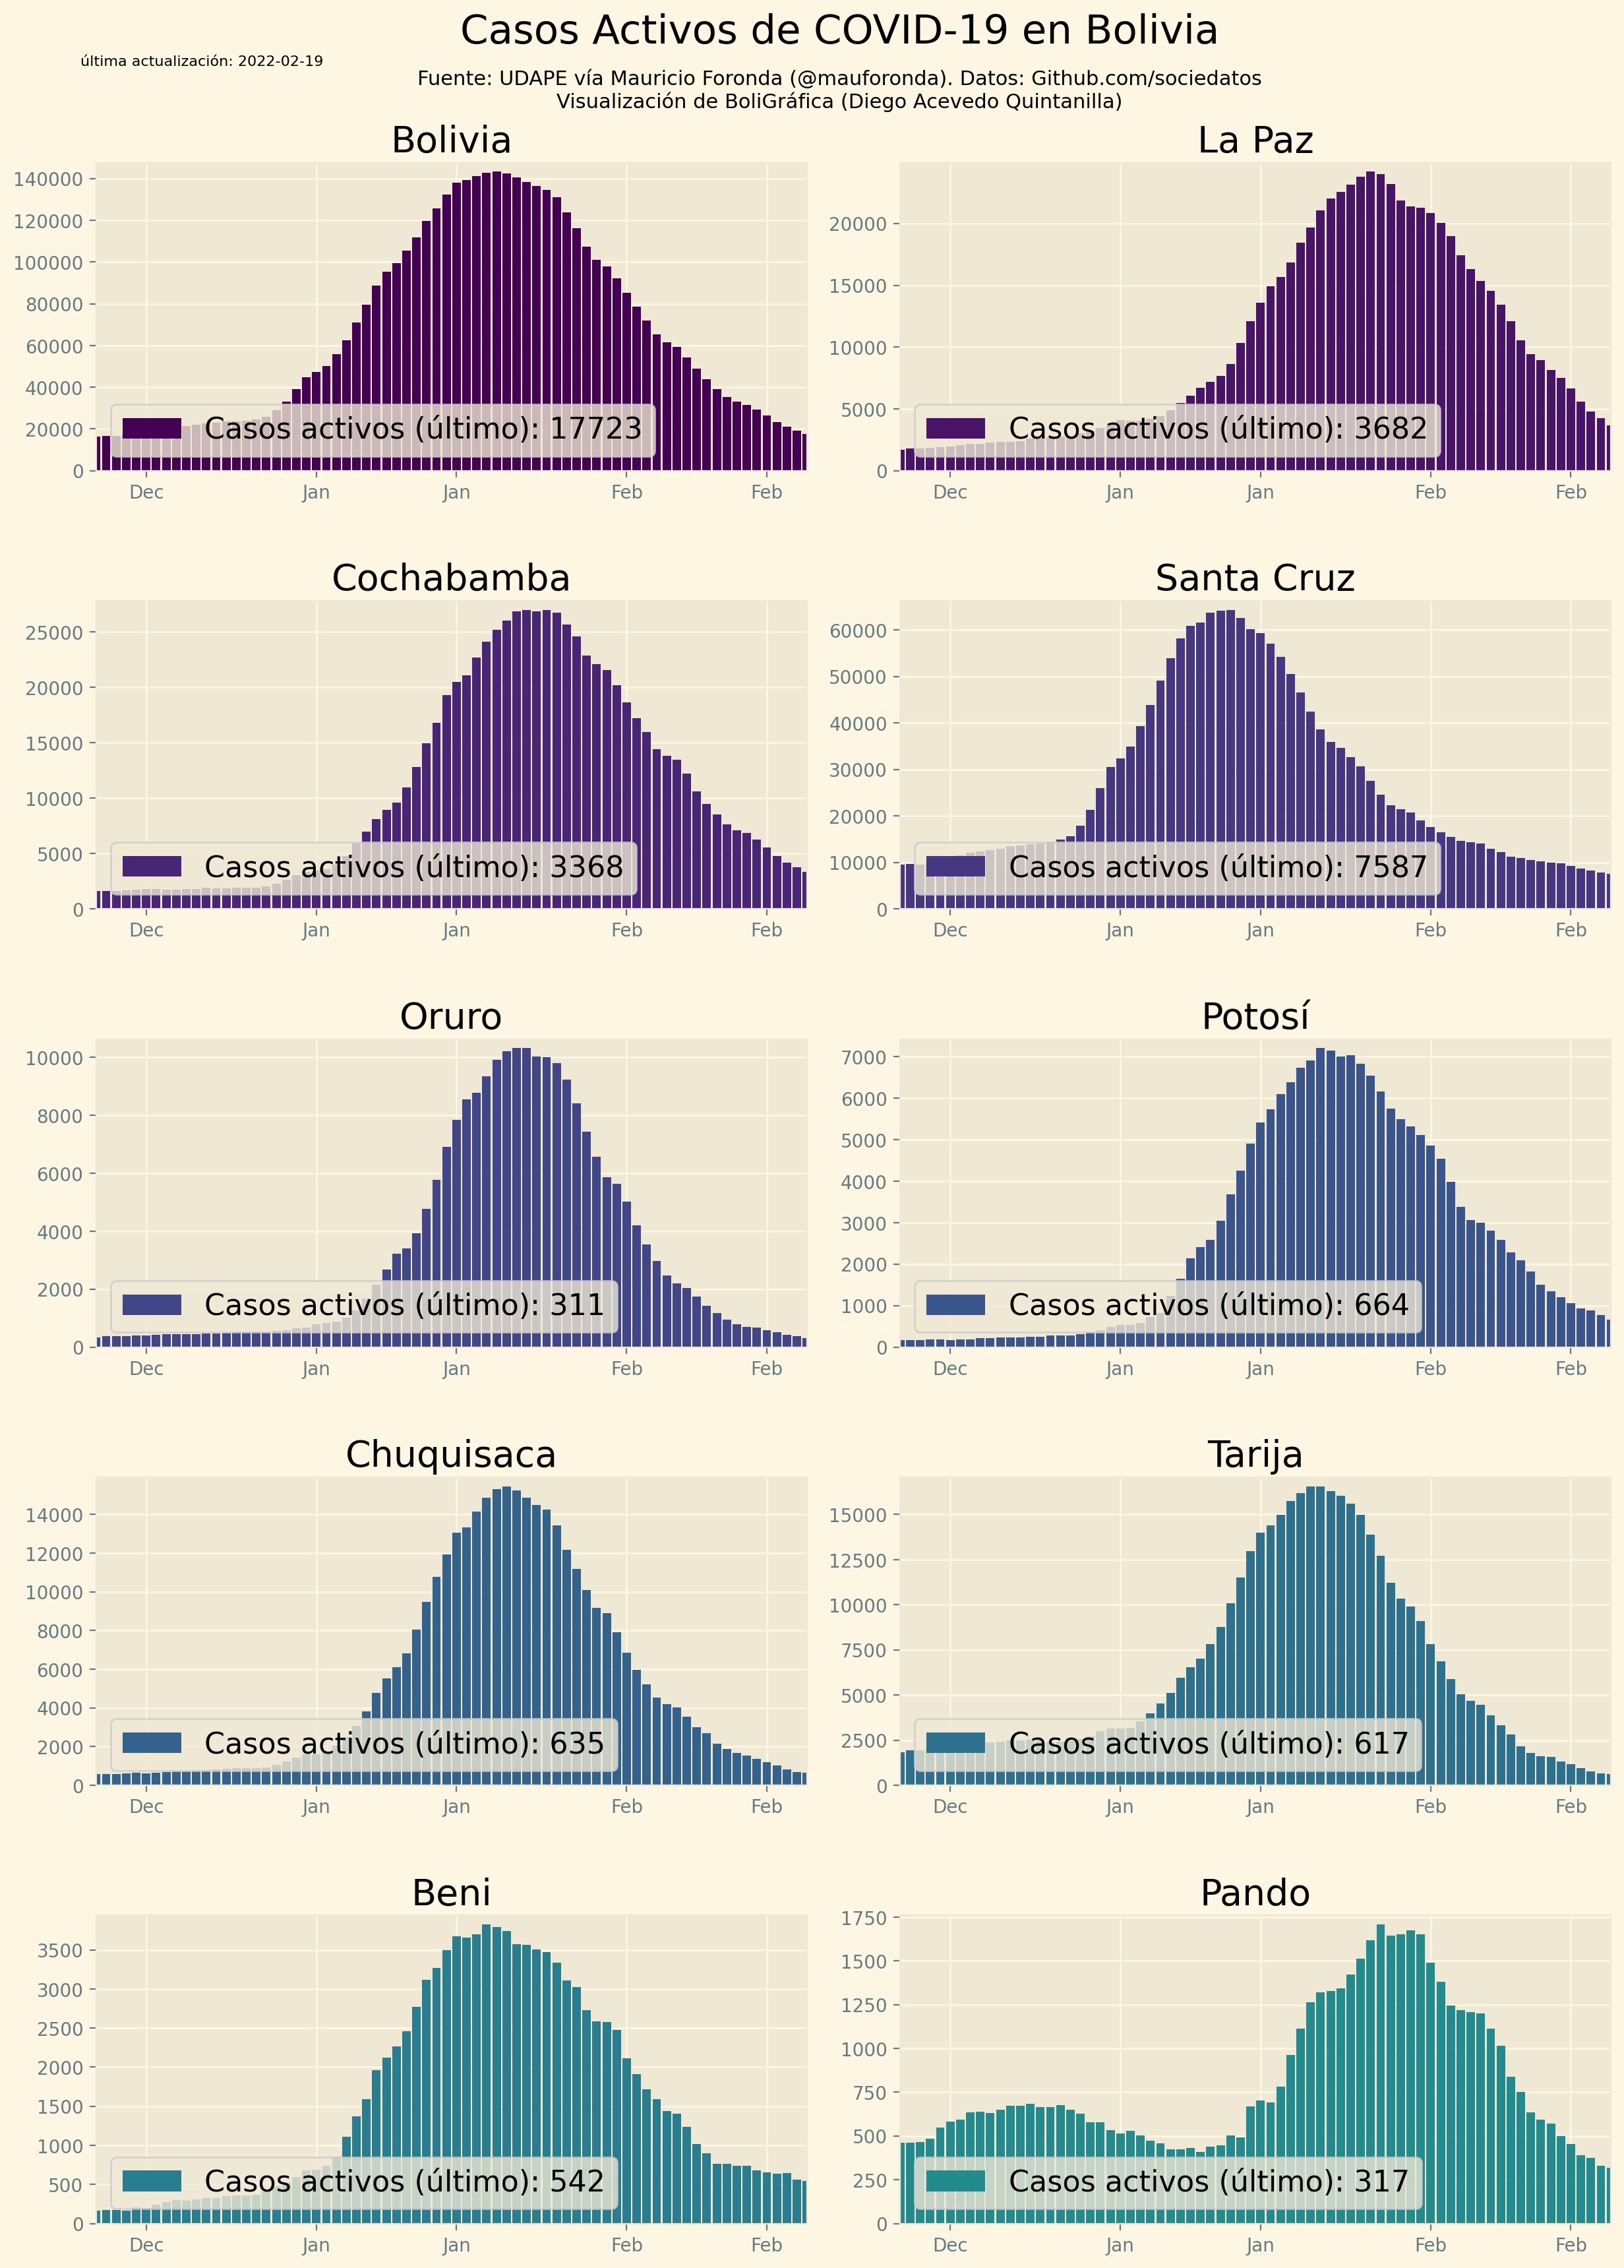 Casos Activos de COVID-19 en Bolivia
última actualización: 2022-02-19
Fuente: UDAPE vía Mauricio Foronda (@mauforonda). Datos: Github.com/sociedatos
Visualización de BoliGráfica (Diego Acevedo Quintanilla)
Bolivia
140000
120000
100000
80000
60000
40000
20000
0
Casos activos (último): 17723
Dec Jan Jan Feb Feb
La Paz
20000
15000
10000
5000
0
Casos activos (último): 3682
Dec Jan Jan Feb Feb
Cochabamba
25000
20000
15000
10000
5000
0
Casos activos (último): 3368
Dec Jan Jan Feb Feb
Santa Cruz
60000
50000
40000
30000
20000
10000
0
Casos activos (último): 7587
Dec Jan Jan Feb Feb
Oruro
10000
8000
6000
4000
2000
0
Casos activos (último): 311
Dec Jan Jan Feb Feb
Potosí
7000
6000
5000
4000
3000
2000
1000
0
Casos activos (último): 664
Dec Jan Jan Feb Feb
Chuquisaca
14000
12000
10000
8000
6000
4000
2000
0
Casos activos (último): 635
Dec Jan Jan Feb Feb
Tarija
15000
12500
10000
7500
5000
2500
0
Casos activos (último): 617
Dec Jan Jan Feb Feb
Beni
3500
3000
2500
2000
1500
1000
500
0
Casos activos (último): 542
Dec Jan Jan Feb Feb
Pando
1750
1500
1250
1000
750
500
250
0
Casos activos (último): 317
Dec Jan Jan Feb Feb